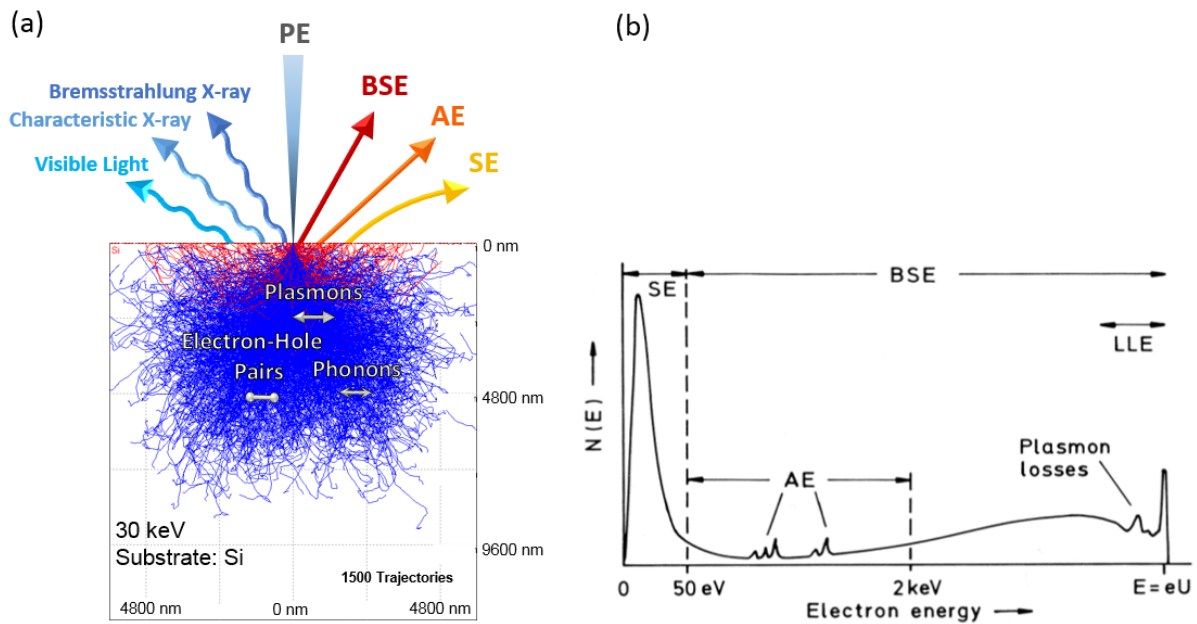 (a)
PE
Bremsstrahlung X-ray
Characteristic X-ray
Visible Light
BSE
AE
SE
Si
0 nm
Plasmons
Electron-Hole
Pairs
Phonons
4800 nm
30 keV
Substrate: Si
9600 nm
1500 Trajectories
4800 nm
0 nm
4800 nm
(b)
SE
BSE
LLE
N(E)
AE
Plasmon
losses
0
50 eV
2 keV
E = eU
Electron energy